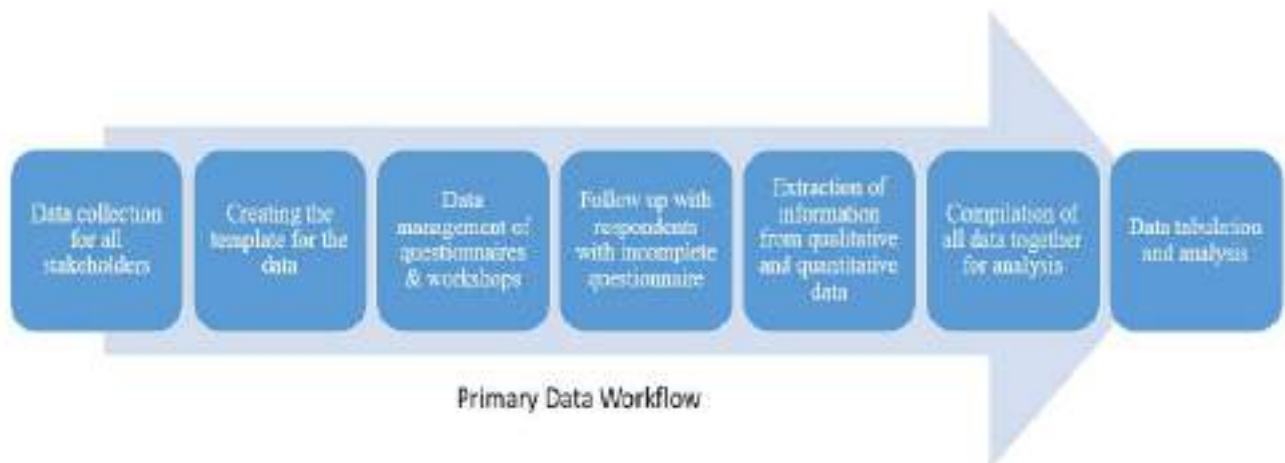 Data collection
for all
stakeholders
Creating the
template for the
data
Data
management of
questionnaires
& workshops
Follow up with
respondents
with incomplete
questionnaire
Extraction of
information
from qualitative
and quantitative
data
Compilation of
all data together
for analysis
Data tabulation
and analysis
Primary Data Workflow